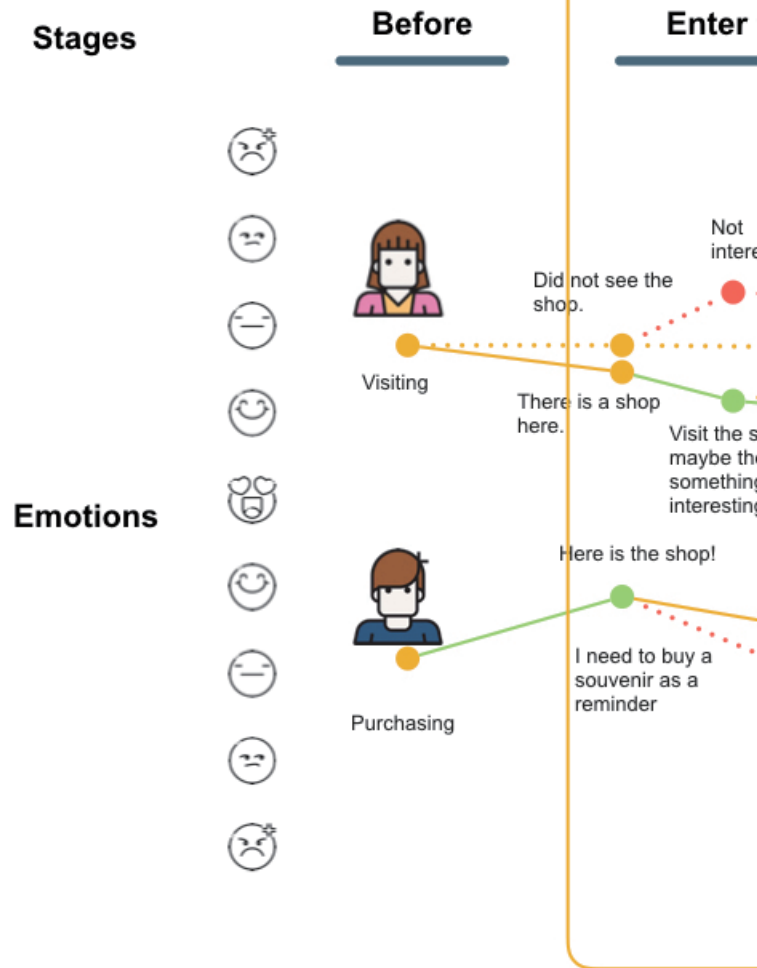 Stages
Before
Enter
Not
Did not see the
shop.
Visiting
There is a shop
here.
Visit the
maybe
something
interesting
Emotions
Here is the shop!
I need to buy a
souvenir as a
reminder
Purchasing